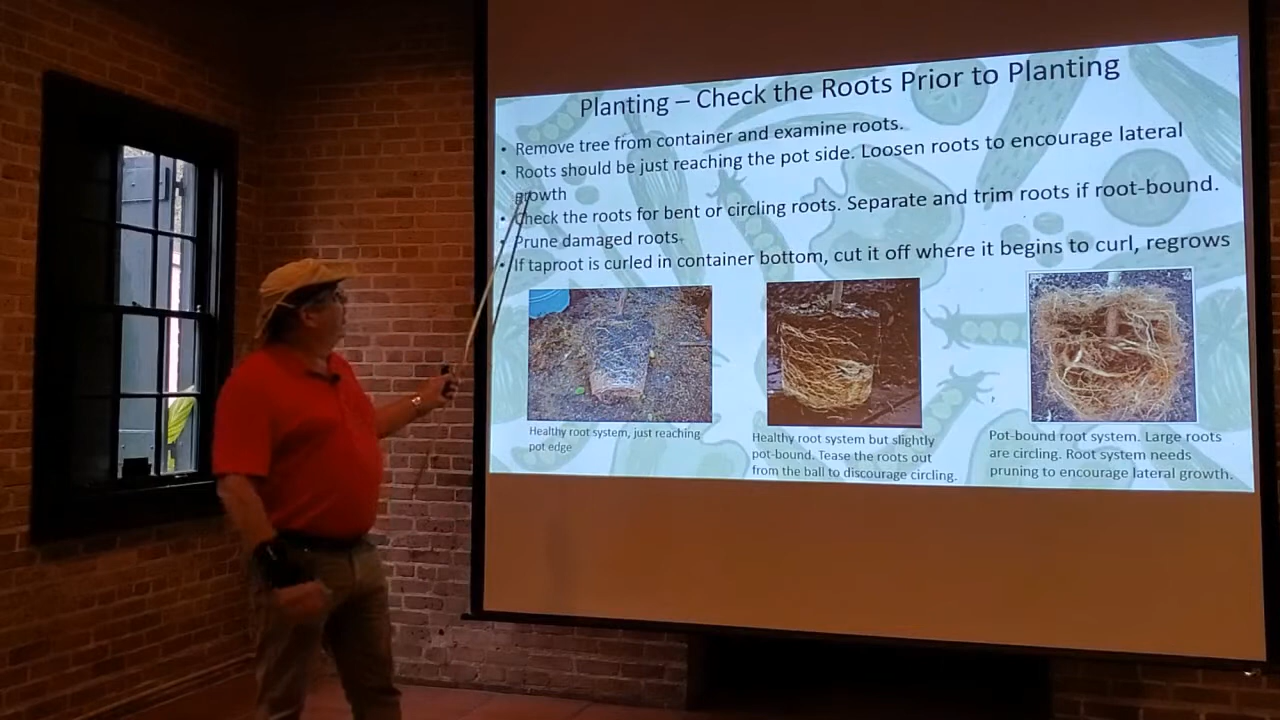 Planting – Check the Roots Prior to Planting
• Remove tree from container and examine roots.
• Roots should be just reaching the pot side. Loosen roots to encourage lateral
growth
• Check the roots for bent or circling roots. Separate and trim roots if root-bound.
• Prune damaged roots.
• If taproot is curled in container bottom, cut it off where it begins to curl, regrows
Healthy root system, just reaching
pot edge
Healthy root system but slightly
pot-bound. Tease the roots out
from the ball to discourage circling.
Pot-bound root system. Large roots
are circling. Root system needs
pruning to encourage lateral growth.